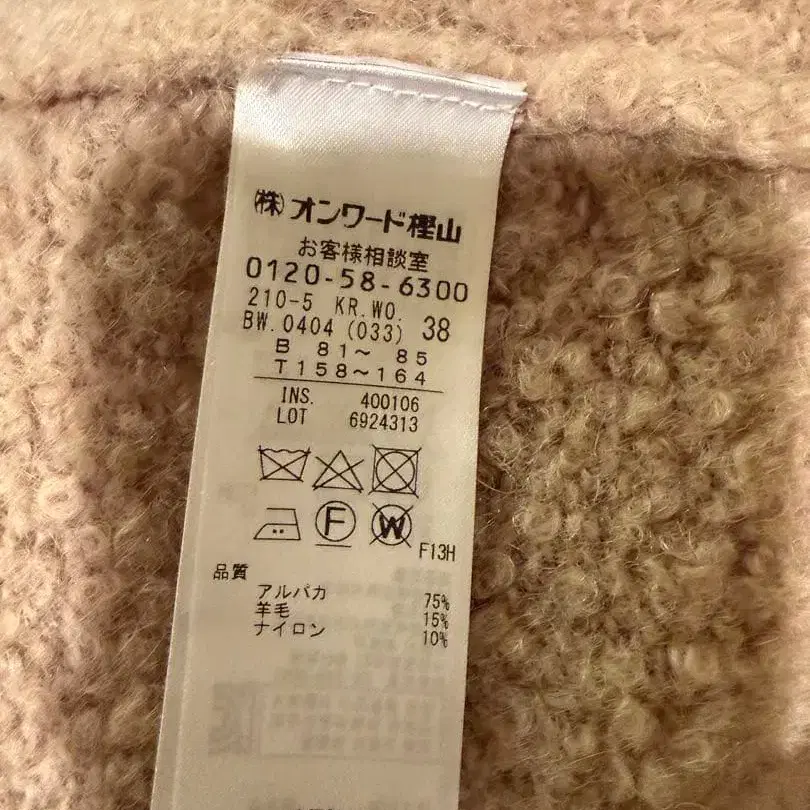 ㈱オンワード樫山
お客様相談室
0120-58-6300
210-5 KR.WO.
BW.0404 (033) 38
B 81〜 85
T158〜164
INS. 400106
LOT 6924313
F
W
F13H
品質
アルパカ 75%
羊毛 15%
ナイロン 10%